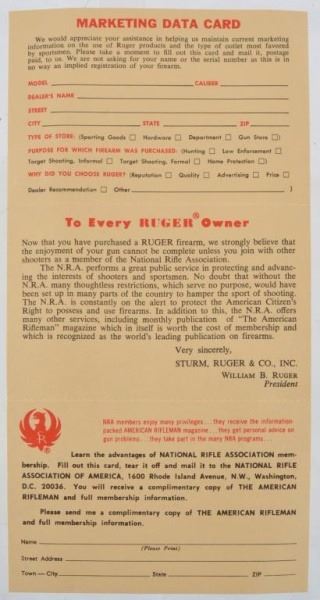 MARKETING DATA CARD
We would appreciate your assistance in helping us maintain current marketing
information on the use of Ruger products and the type of outlet most favored
by sportsmen. Please take a moment to fill out this card and mail it, postage
paid, to us. We are not asking for your name or the serial number as this is in
no way an implied registration of your firearm.
MODEL CALIBER
DEALER'S NAME
STREET
CITY STATE ZIP
TYPE OF STORE: (Sporting Goods □ Hardware □ Department □ Gun Store □)
PURPOSE FOR WHICH FIREARM WAS PURCHASED: (Hunting □ Law Enforcement □
Target Shooting, Informal □ Target Shooting, Formal □ Home Protection □)
WHY DID YOU CHOOSE RUGER? (Reputation □ Quality □ Advertising □ Price □
Dealer Recommendation □ Other )
To Every RUGER® Owner
Now that you have purchased a RUGER firearm, we strongly believe that
the enjoyment of your gun cannot be complete unless you join with other
shooters as a member of the National Rifle Association.
The N.R.A. performs a great public service in protecting and advanc-
ing the interests of shooters and sportsmen. No doubt that without the
N.R.A. many thoughtless restrictions, which serve no purpose, would have
been set up in many parts of the country to hamper the sport of shooting.
The N.R.A. is constantly on the alert to protect the American Citizen's
Right to possess and use firearms. In addition to this, the N.R.A. offers
many other services, including monthly publication of "The American
Rifleman" magazine which in itself is worth the cost of membership and
which is recognized as the world's leading publication on firearms.
Very sincerely,
STURM, RUGER & CO., INC.
WILLIAM B. RUGER
President
R
NRA members enjoy many privileges...they receive the information-
packed AMERICAN RIFLEMAN magazine...they get personal advice on
gun problems...they take part in the many NRA programs...
Learn the advantages of NATIONAL RIFLE ASSOCIATION mem-
bership. Fill out this card, tear it off and mail it to the NATIONAL RIFLE
ASSOCIATION OF AMERICA, 1600 Rhode Island Avenue, N.W., Washington,
D.C. 20036. You will receive a complimentary copy of THE AMERICAN
RIFLEMAN and full membership information.
Please send me a complimentary copy of THE AMERICAN RIFLEMAN
and full membership information.
Name
(Please Print)
Street Address
Town—City State Zip